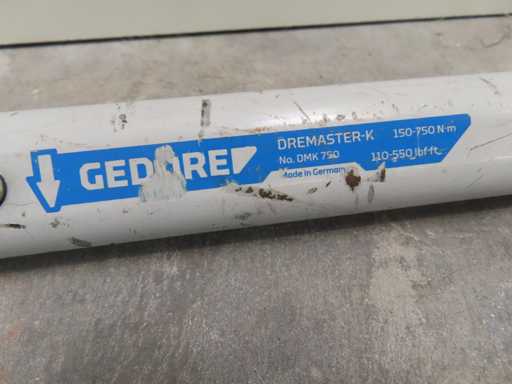 GEDORE
DREMASTER-K 150-750 N·m
No. DMK 750 110-550 lbf·ft
Made in Germany